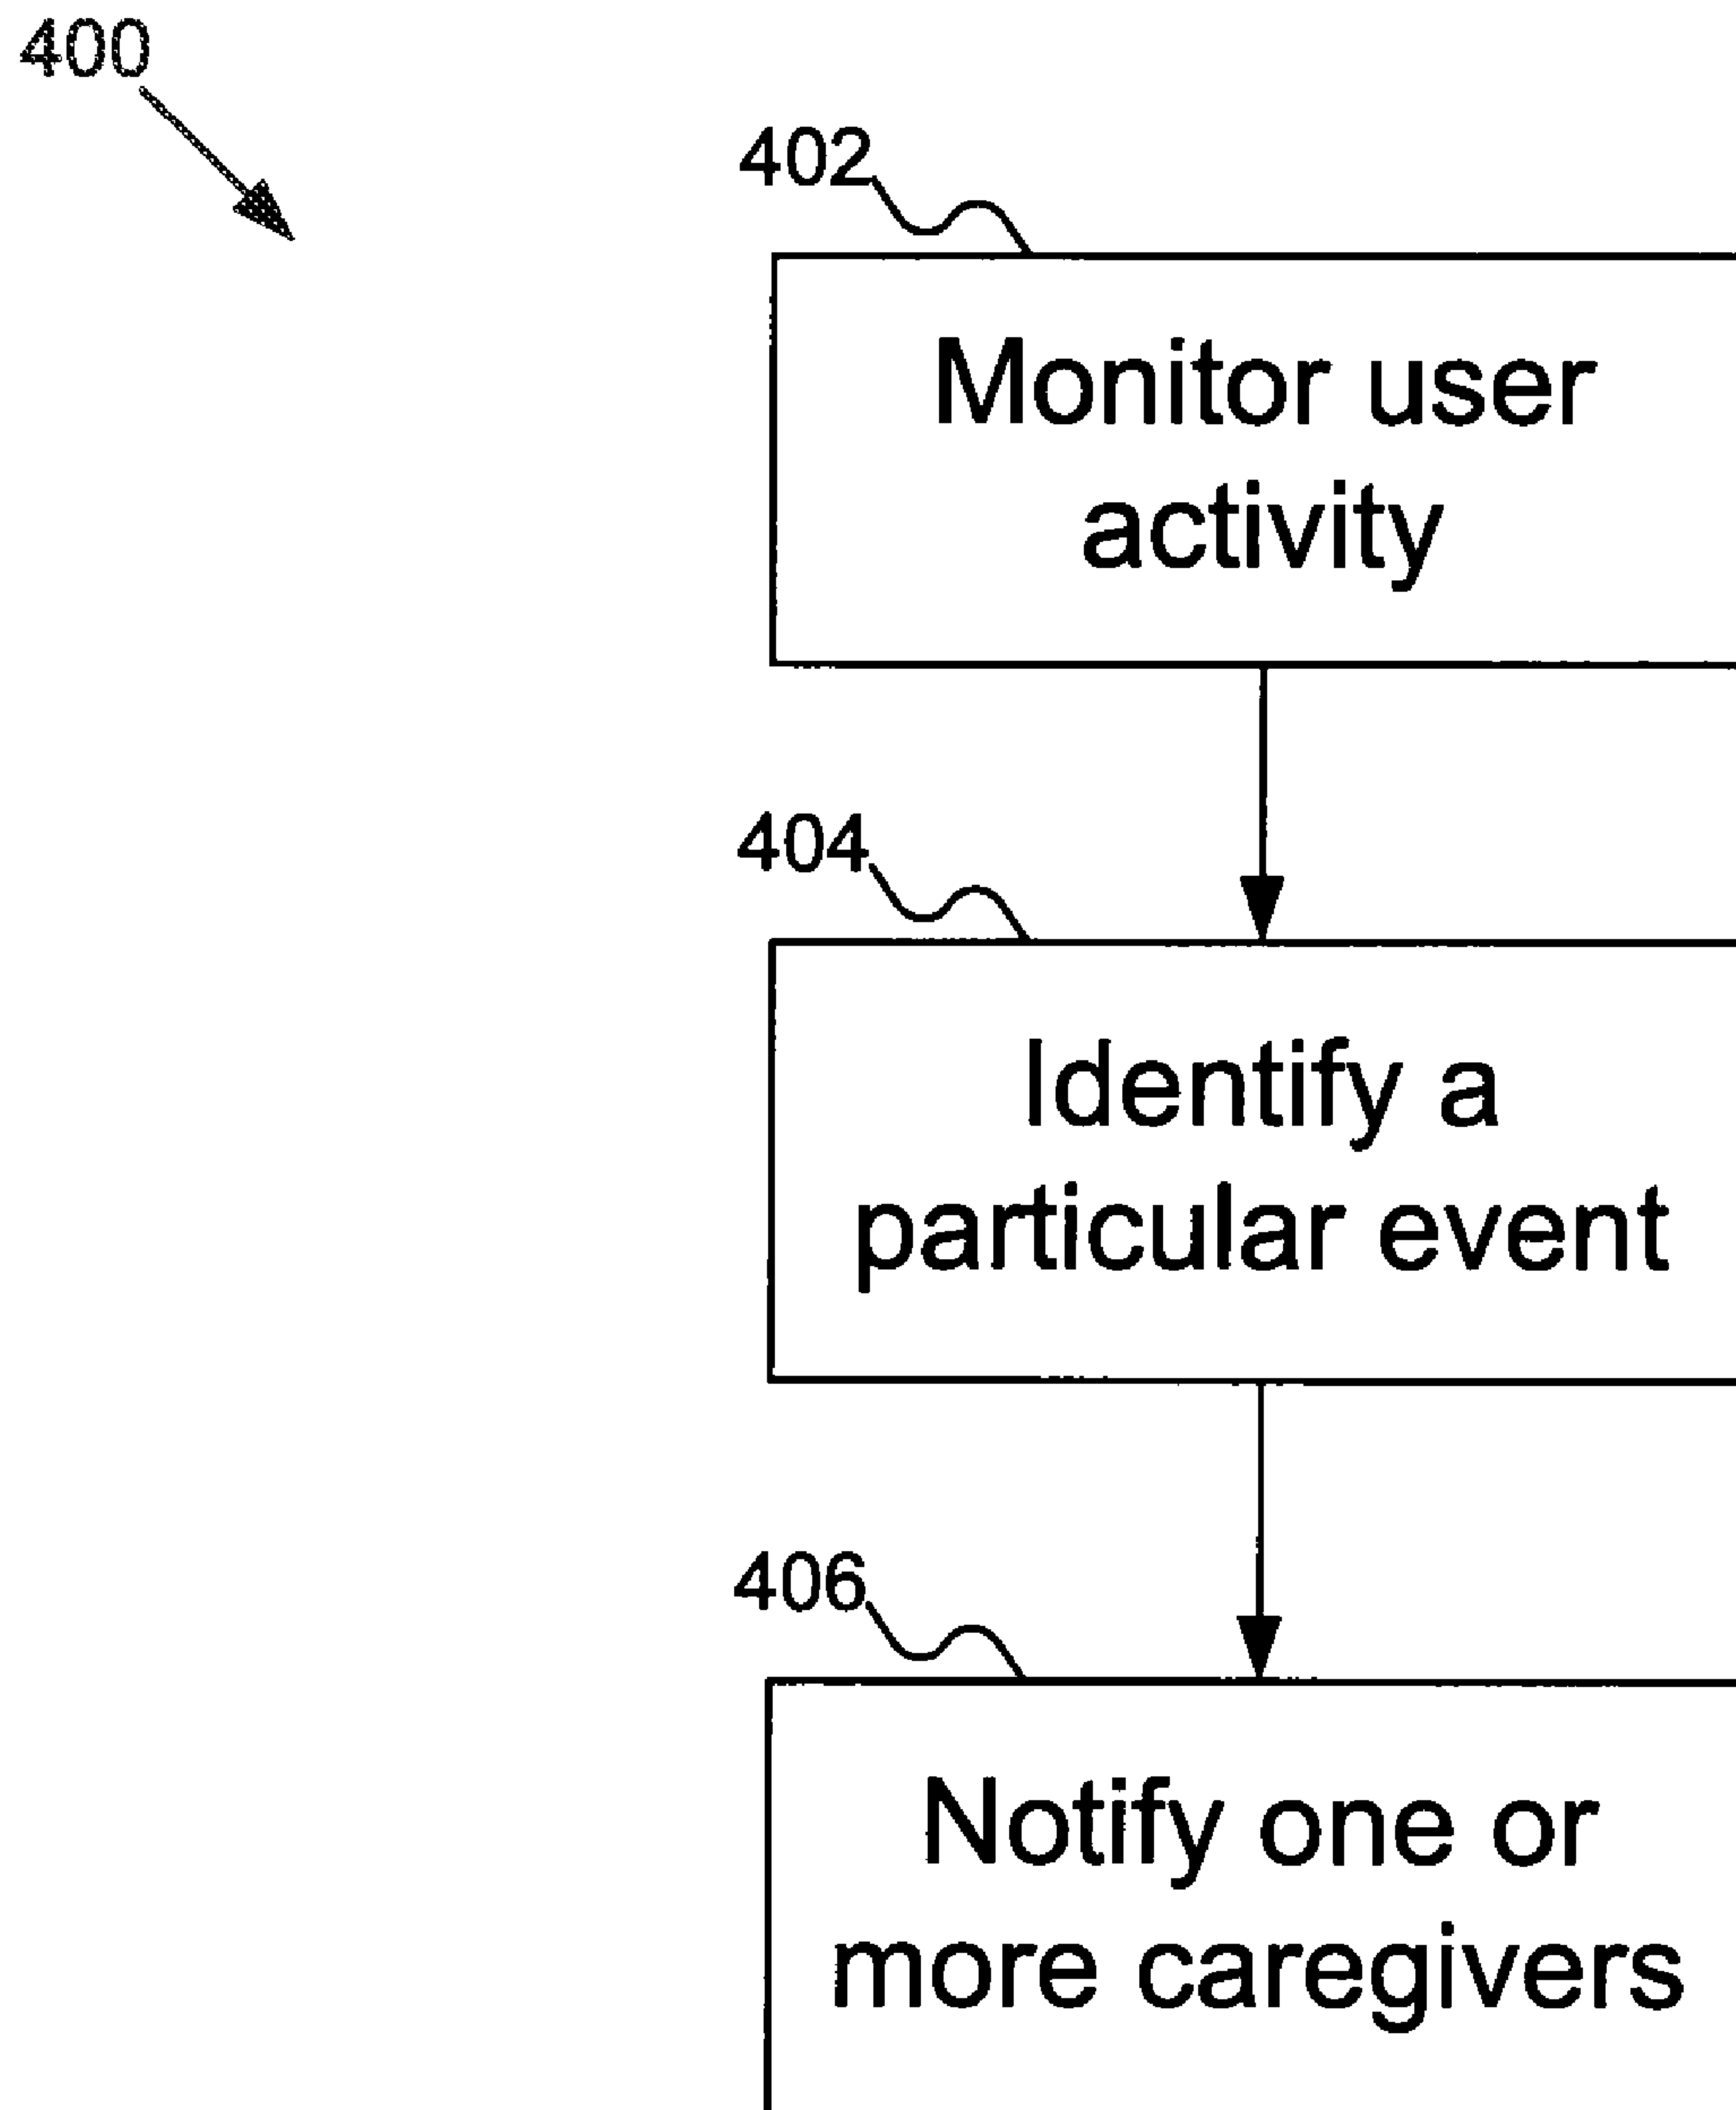 400
402
Monitor user
activity
404
Identify a
particular event
406
Notify one or
more caregivers